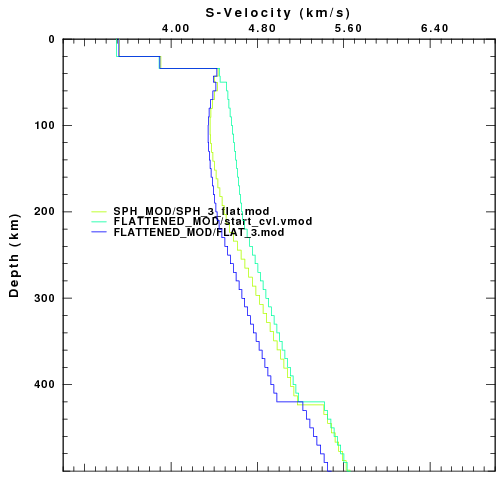 S-Velocity (km/s)
4.00 4.80 5.60 6.40
0
100
200
300
400
Depth (km)
SPH_MOD/SPH_3_flat.mod
FLATTENED_MOD/start_cvl.vmod
FLATTENED_MOD/FLAT_3.mod